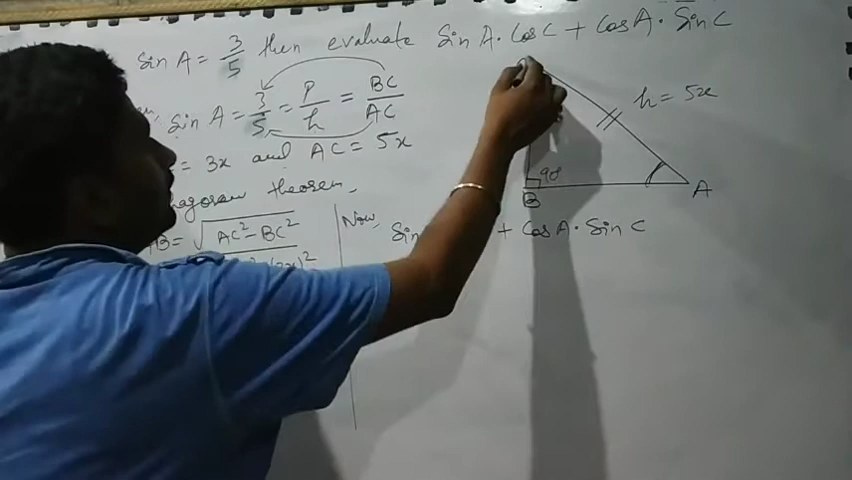 Sin A = 3/5 then evaluate Sin A · Cos C + Cos A · Sin C
Sin A = 3/5 = P/h = BC/AC
= 3x and AC = 5x
theorem
AB = √(AC² - BC²)
Now,
+ Cos A · Sin C
h = 5x
90°
B
A